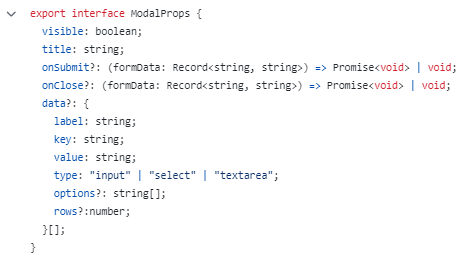 export interface ModalProps {
visible: boolean;
title: string;
onSubmit?: (formData: Record<string, string>) => Promise<void> | void;
onClose?: (formData: Record<string, string>) => Promise<void> | void;
data?: {
label: string;
key: string;
value: string;
type: "input" | "select" | "textarea";
options?: string[];
rows?:number;
}[];
}